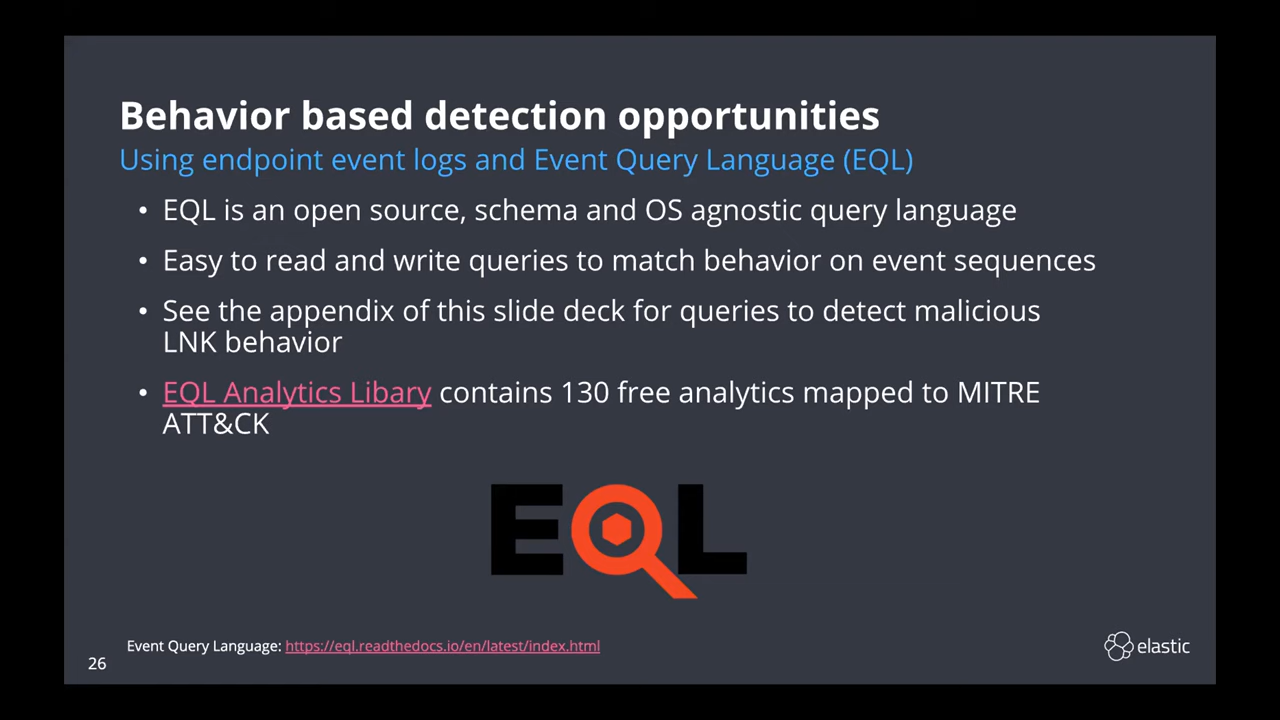 Behavior based detection opportunities
Using endpoint event logs and Event Query Language (EQL)
• EQL is an open source, schema and OS agnostic query language
• Easy to read and write queries to match behavior on event sequences
• See the appendix of this slide deck for queries to detect malicious
LNK behavior
• EQL Analytics Libary contains 130 free analytics mapped to MITRE
ATT&CK
EQL
Event Query Language: https://eql.readthedocs.io/en/latest/index.html
26
elastic